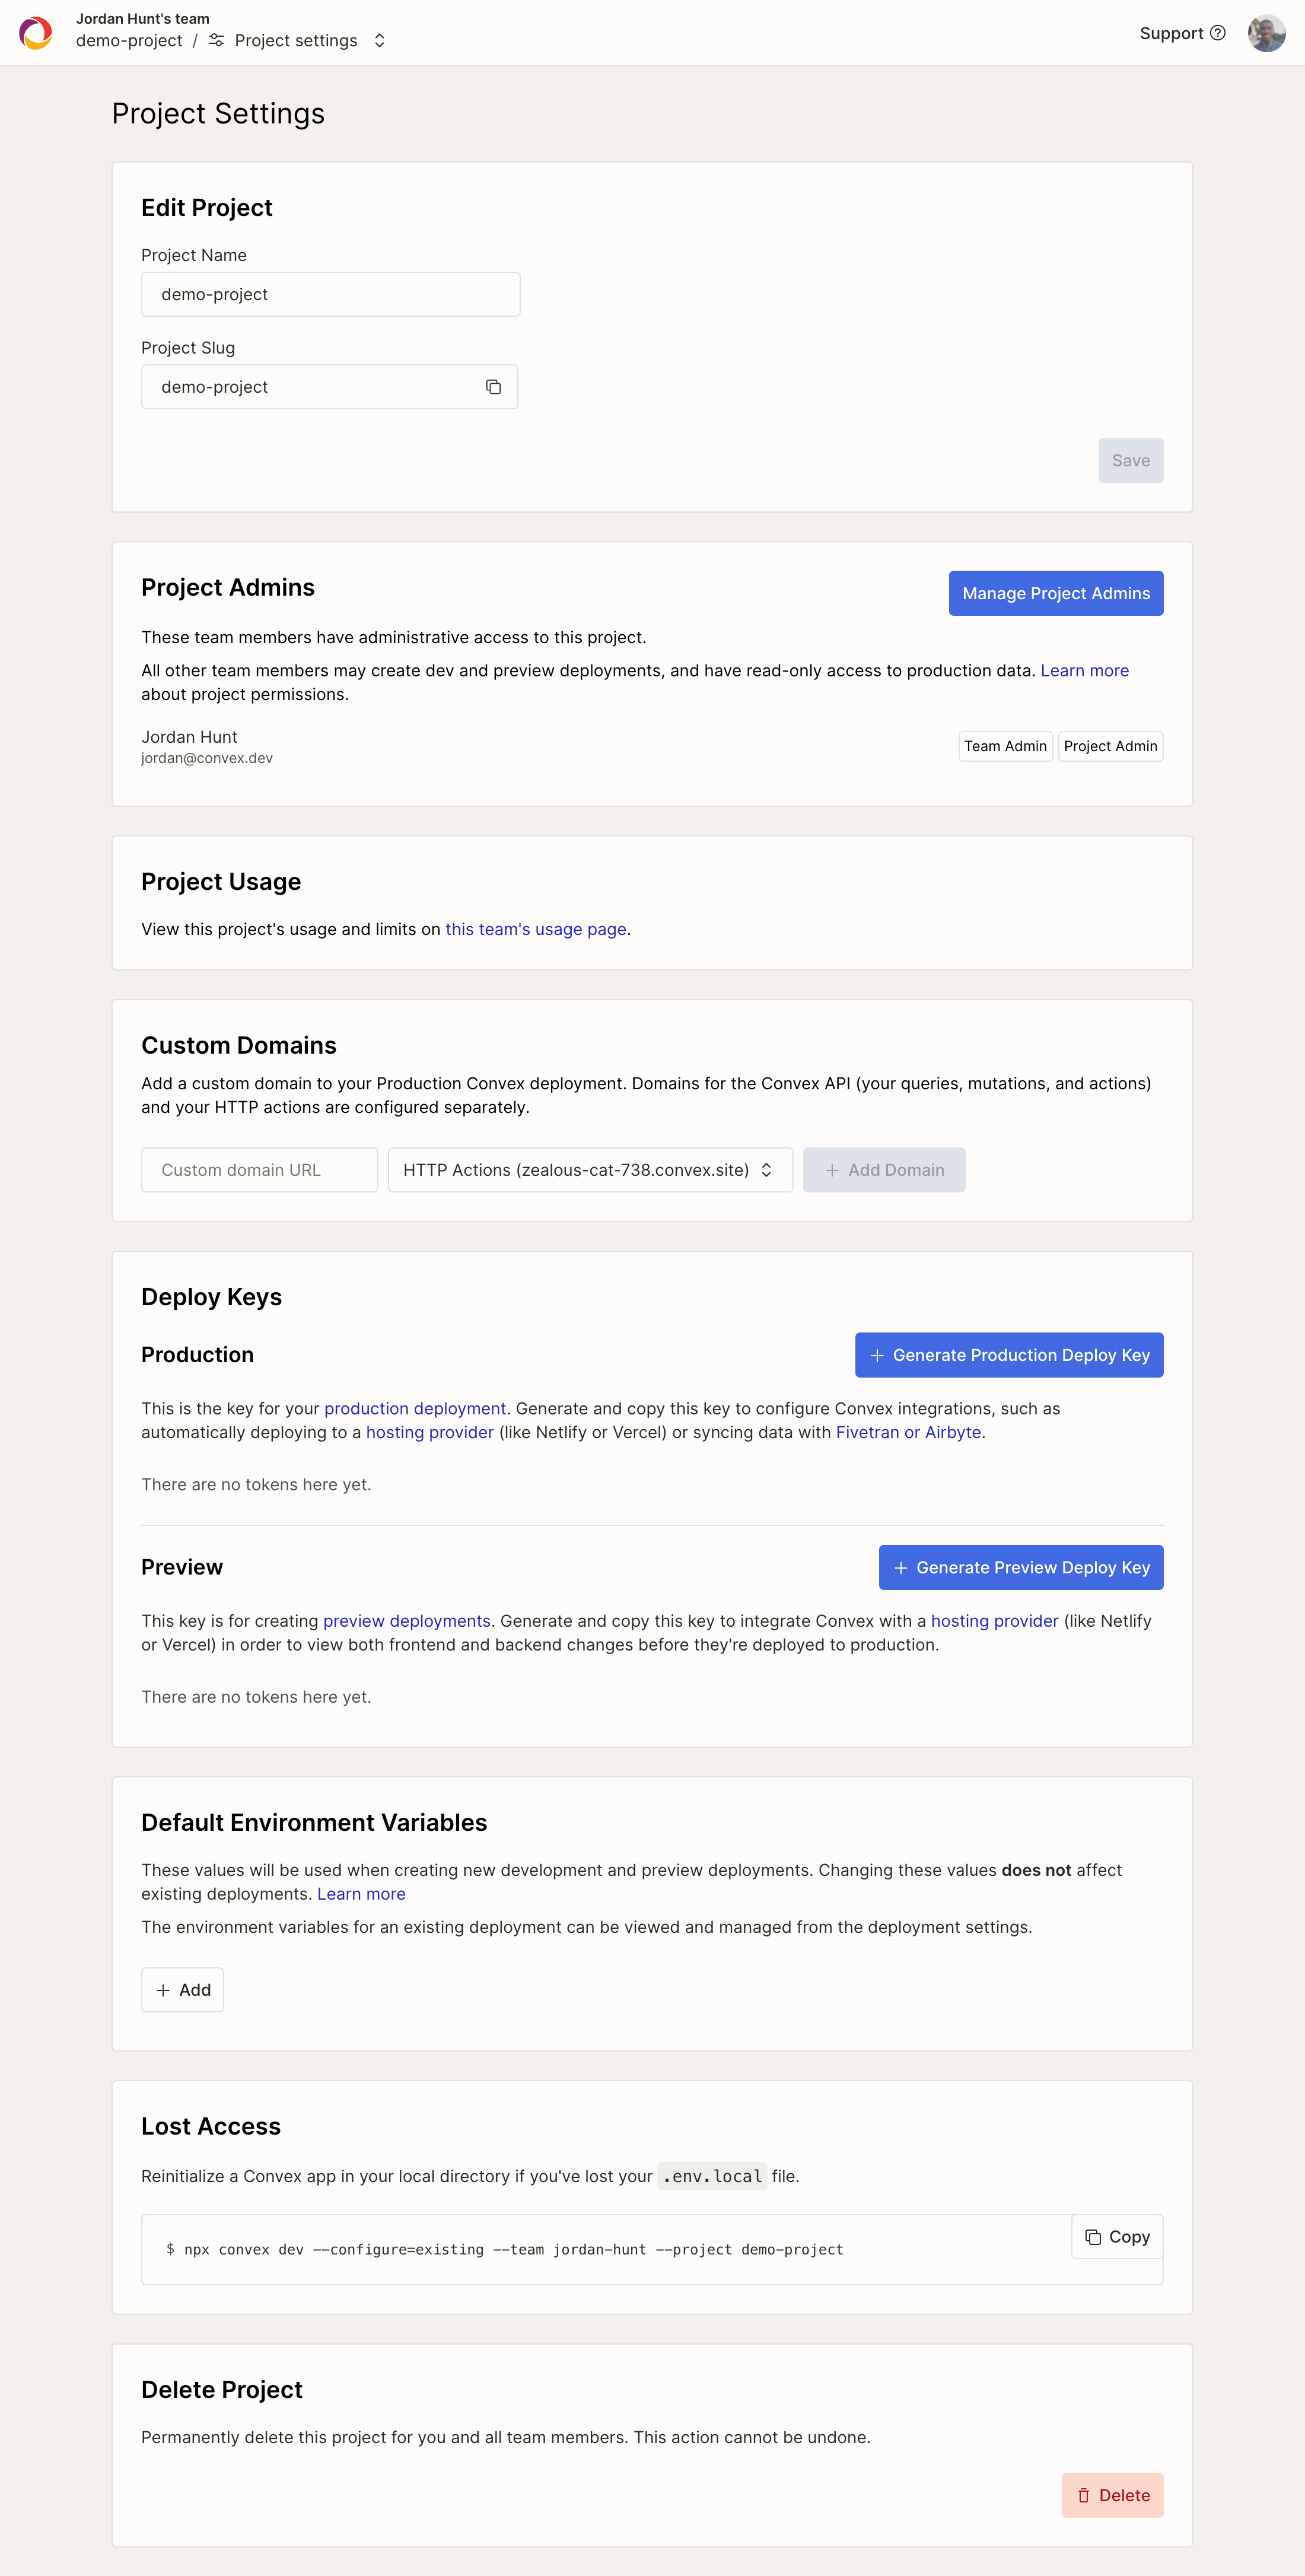 Jordan Hunt's team
demo-project / Project settings
Support
Project Settings
Edit Project
Project Name
demo-project
Project Slug
demo-project
Save
Project Admins
Manage Project Admins
These team members have administrative access to this project.
All other team members may create dev and preview deployments, and have read-only access to production data. Learn more
about project permissions.
Jordan Hunt
jordan@convex.dev
Team Admin
Project Admin
Project Usage
View this project's usage and limits on this team's usage page.
Custom Domains
Add a custom domain to your Production Convex deployment. Domains for the Convex API (your queries, mutations, and actions)
and your HTTP actions are configured separately.
Custom domain URL
HTTP Actions (zealous-cat-738.convex.site)
+ Add Domain
Deploy Keys
Production
+ Generate Production Deploy Key
This is the key for your production deployment. Generate and copy this key to configure Convex integrations, such as
automatically deploying to a hosting provider (like Netlify or Vercel) or syncing data with Fivetran or Airbyte.
There are no tokens here yet.
Preview
+ Generate Preview Deploy Key
This key is for creating preview deployments. Generate and copy this key to integrate Convex with a hosting provider (like Netlify
or Vercel) in order to view both frontend and backend changes before they're deployed to production.
There are no tokens here yet.
Default Environment Variables
These values will be used when creating new development and preview deployments. Changing these values does not affect
existing deployments. Learn more
The environment variables for an existing deployment can be viewed and managed from the deployment settings.
+ Add
Lost Access
Reinitialize a Convex app in your local directory if you've lost your .env.local file.
$ npx convex dev --configure=existing --team jordan-hunt --project demo-project
Copy
Delete Project
Permanently delete this project for you and all team members. This action cannot be undone.
Delete